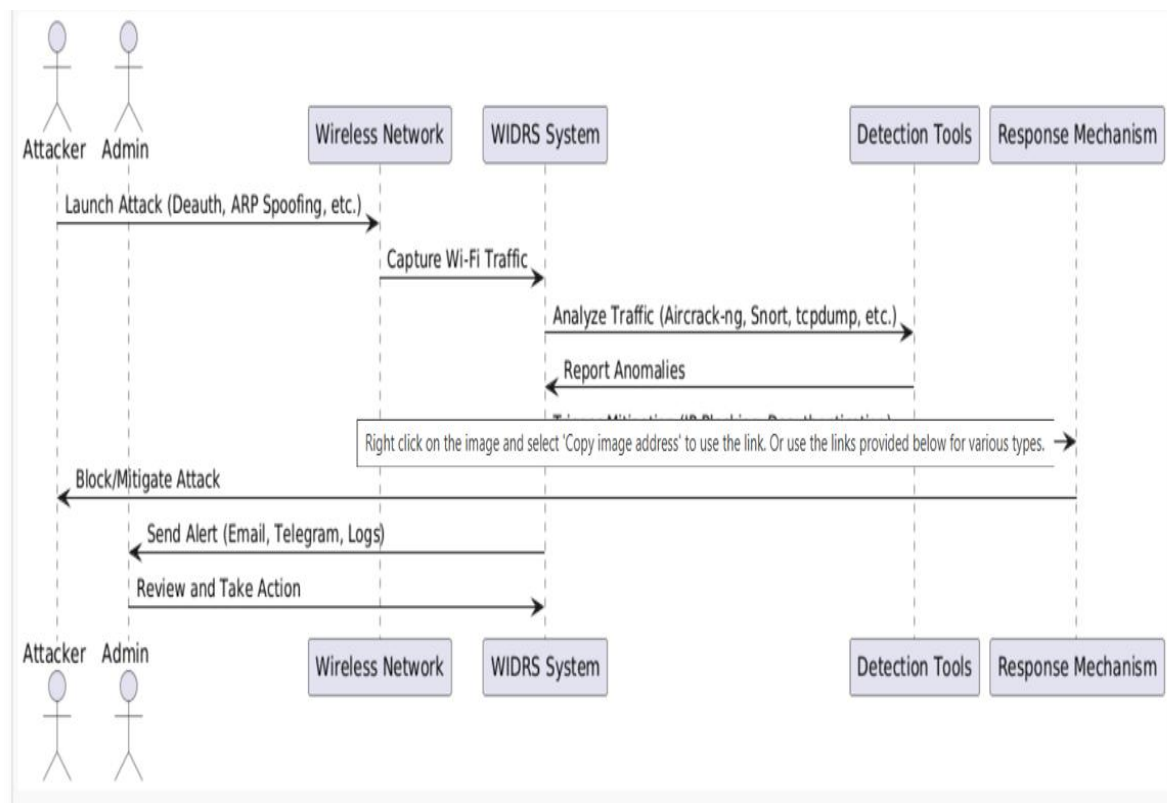 Attacker Admin
Wireless Network WIDRS System Detection Tools Response Mechanism
Launch Attack (Deauth, ARP Spoofing, etc.)
Capture Wi-Fi Traffic
Analyze Traffic (Aircrack-ng, Snort, tcpdump, etc.)
Report Anomalies
Right click on the image and select 'Copy image address' to use the link. Or use the links provided below for various types.
Block/Mitigate Attack
Send Alert (Email, Telegram, Logs)
Review and Take Action
Attacker Admin
Wireless Network WIDRS System Detection Tools Response Mechanism